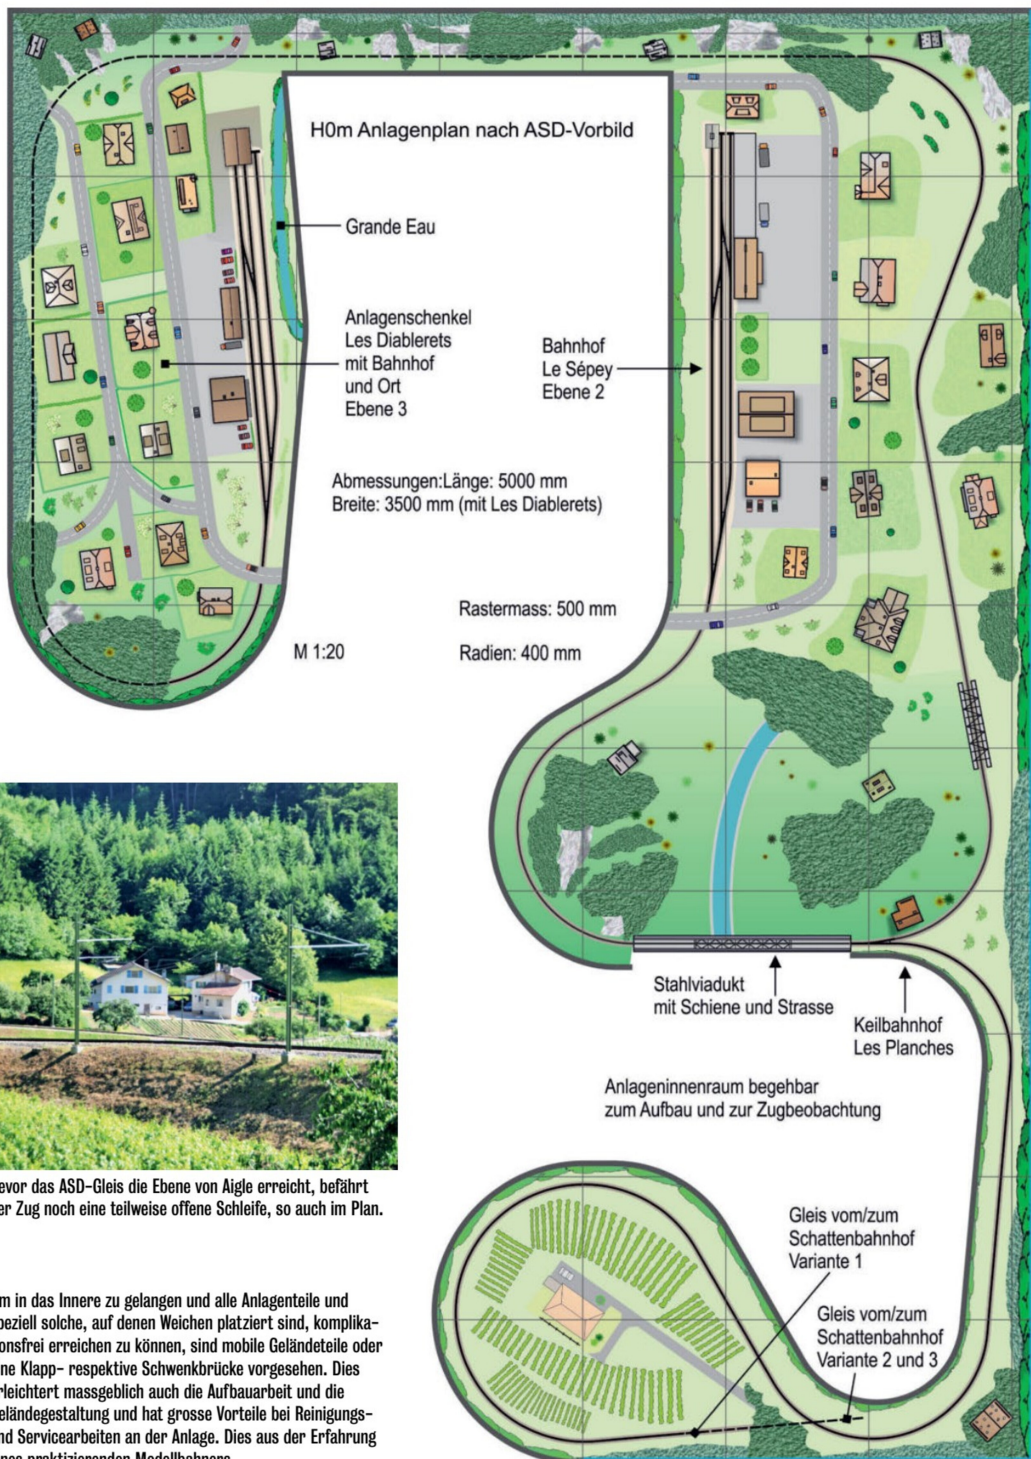 H0m Anlagenplan nach ASD-Vorbild
Grande Eau
Anlagenschenkel
Les Diablerets
mit Bahnhof
und Ort
Ebene 3
Bahnhof
Le Sépey
Ebene 2
Abmessungen:Länge: 5000 mm
Breite: 3500 mm (mit Les Diablerets)
Rastermass: 500 mm
M 1:20
Radien: 400 mm
Stahlviadukt
mit Schiene und Strasse
Keilbahnhof
Les Planches
Anlageninnenraum begehbar
zum Aufbau und zur Zugbeobachtung
Gleis vom/zum
Schattenbahnhof
Variante 1
Gleis vom/zum
Schattenbahnhof
Variante 2 und 3
evor das ASD-Gleis die Ebene von Aigle erreicht, befährt
er Zug noch eine teilweise offene Schleife, so auch im Plan.
m in das Innere zu gelangen und alle Anlagenteile und
peziell solche, auf denen Weichen platziert sind, komplika-
onsfrei erreichen zu können, sind mobile Geländeteile oder
ne Klapp- respektive Schwenkbrücke vorgesehen. Dies
rleichtert massgeblich auch die Aufbauarbeit und die
eländegestaltung und hat grosse Vorteile bei Reinigungs-
nd Servicearbeiten an der Anlage. Dies aus der Erfahrung
ines praktizierenden Modellbahners